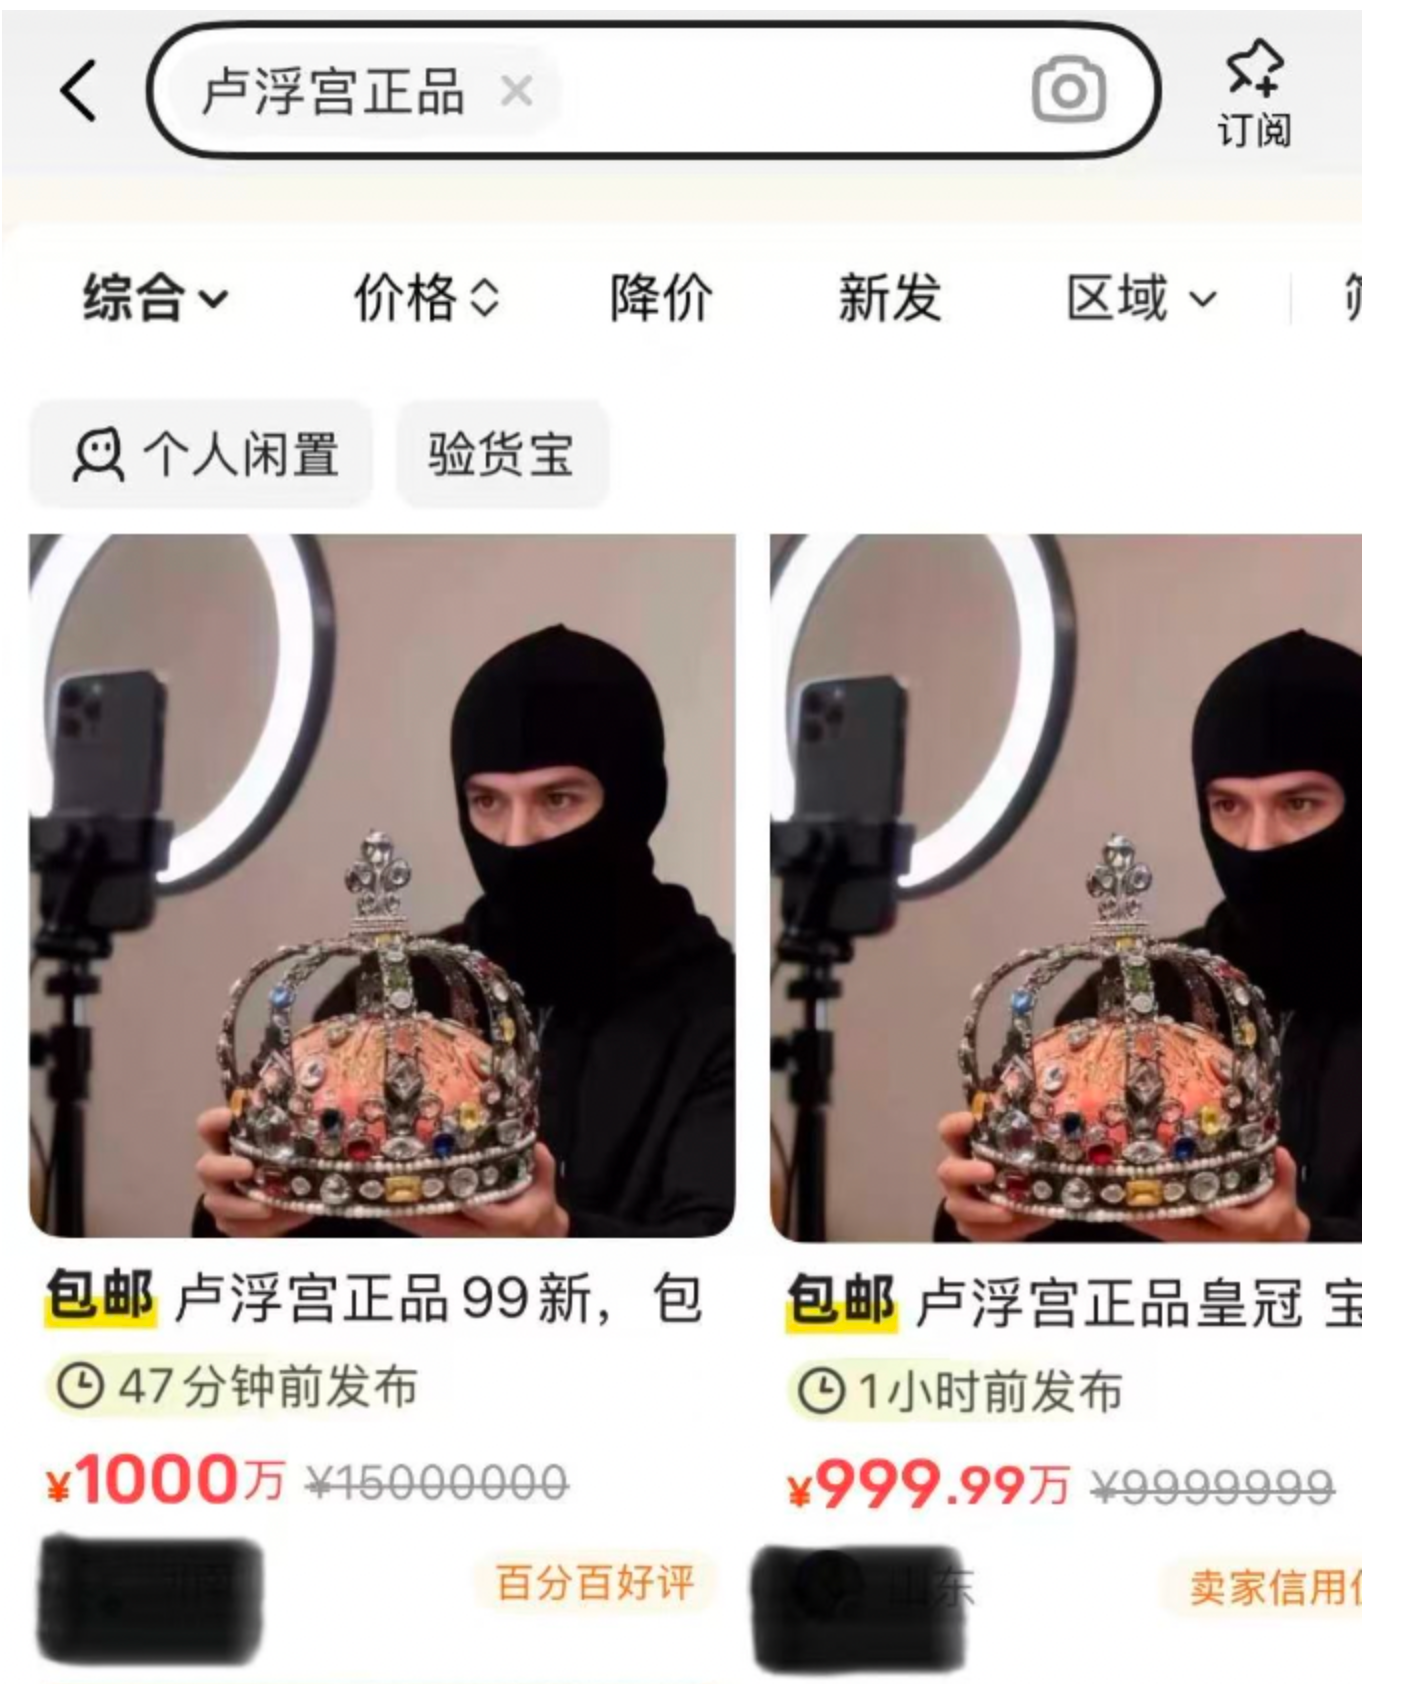 卢浮宫正品 ×
订阅
综合 价格 降价 新发 区域
个人闲置 验货宝
包邮 卢浮宫正品99新，包
47分钟前发布
¥1000万 ¥15000000
百分百好评
包邮 卢浮宫正品皇冠 宝
1小时前发布
¥999.99万 ¥9999999
山东
卖家信用